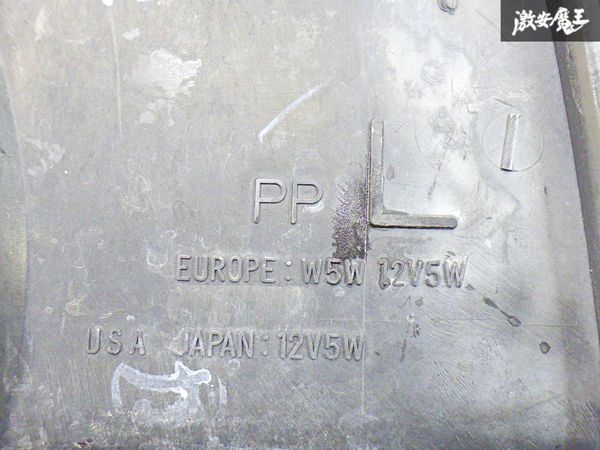 激安魔王
PP L
EUROPE: W5W 12V5W
USA JAPAN: 12V5W